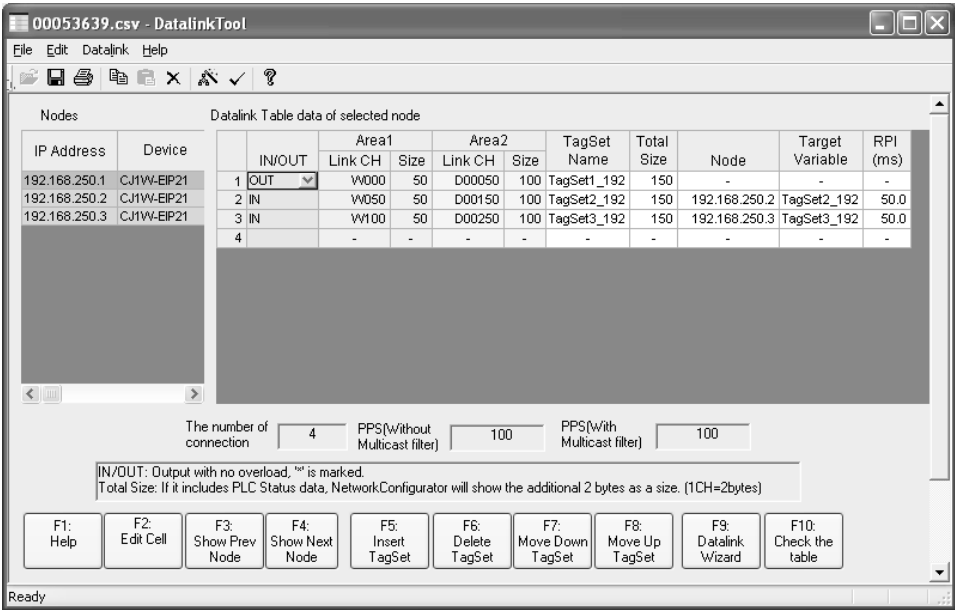 00053639.csv - DatalinkTool
File Edit Datalink Help
Nodes
Datalink Table data of selected node
IP Address Device
192.168.250.1 CJ1W-EIP21
192.168.250.2 CJ1W-EIP21
192.168.250.3 CJ1W-EIP21
Area1 Area2 TagSet Total Target RPI
IN/OUT Link CH Size Link CH Size Name Size Node Variable (ms)
1 OUT W000 50 D00050 100 TagSet1_192 150 - - -
2 IN W050 50 D00150 100 TagSet2_192 150 192.168.250.2 TagSet2_192 50.0
3 IN W100 50 D00250 100 TagSet3_192 150 192.168.250.3 TagSet3_192 50.0
4 - - - - - - - - -
The number of connection 4 PPS(Without Multicast filter) 100 PPS(With Multicast filter) 100
IN/OUT: Output with no overload, '*' is marked.
Total Size: If it includes PLC Status data, NetworkConfigurator will show the additional 2 bytes as a size. (1CH=2bytes)
F1: Help
F2: Edit Cell
F3: Show Prev Node
F4: Show Next Node
F5: Insert TagSet
F6: Delete TagSet
F7: Move Down TagSet
F8: Move Up TagSet
F9: Datalink Wizard
F10: Check the table
Ready